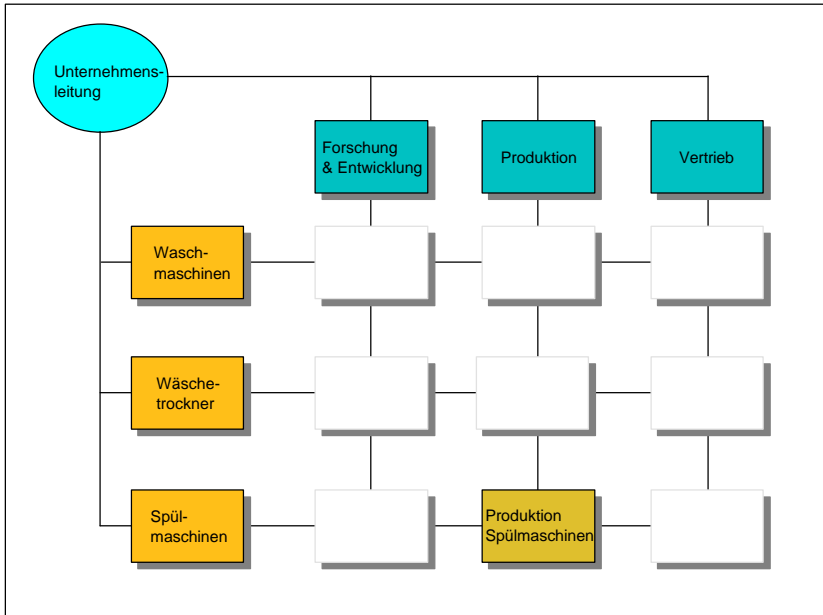 Unternehmens-
leitung
Forschung
& Entwicklung
Produktion
Vertrieb
Wasch-
maschinen
Wäsche-
trockner
Spül-
maschinen
Produktion
Spülmaschinen